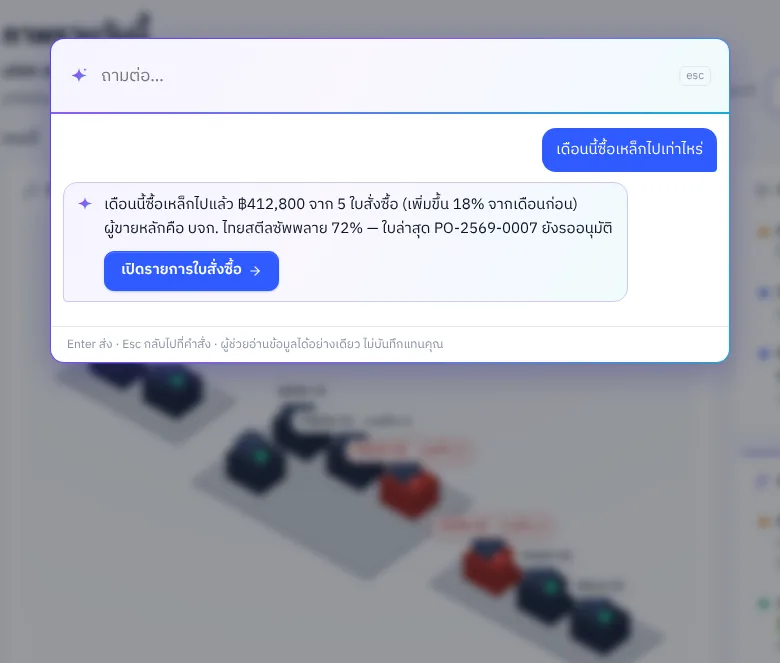 ถามต่อ...
esc
เดือนนี้ซื้อเหล็กไปเท่าไหร่
เดือนนี้ซื้อเหล็กไปแล้ว ฿412,800 จาก 5 ใบสั่งซื้อ (เพิ่มขึ้น 18% จากเดือนก่อน)
ผู้ขายหลักคือ บจก. ไทยสตีลซัพพลาย 72% — ใบล่าสุด PO-2569-0007 ยังรออนุมัติ
เปิดรายการใบสั่งซื้อ →
Enter ส่ง · Esc กลับไปที่คำสั่ง · ผู้ช่วยอ่านข้อมูลได้อย่างเดียว ไม่บันทึกแทนคุณ